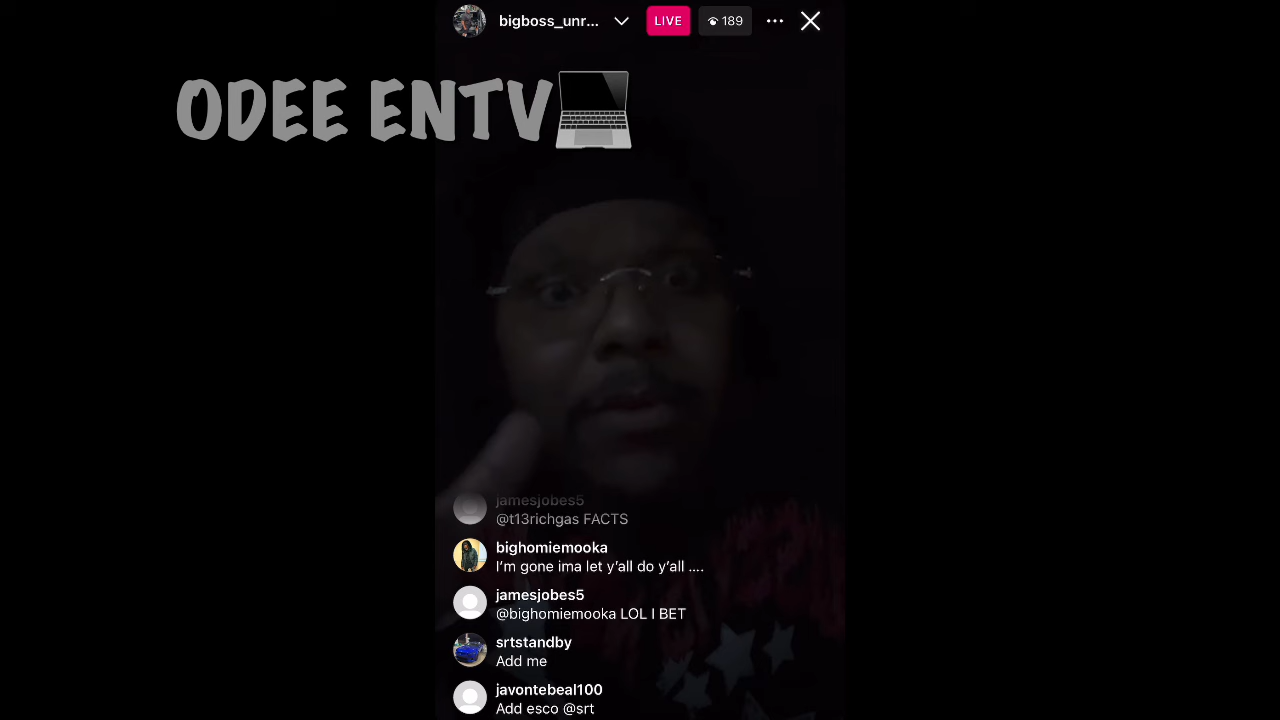 bigboss_unr...
LIVE
189
ODEE ENTV
jamesjobes5
@t13richgas FACTS
bighomiemooka
I'm gone ima let y'all do y'all ....
jamesjobes5
@bighomiemooka LOL I BET
srtstandby
Add me
javontebeal100
Add esco @srt